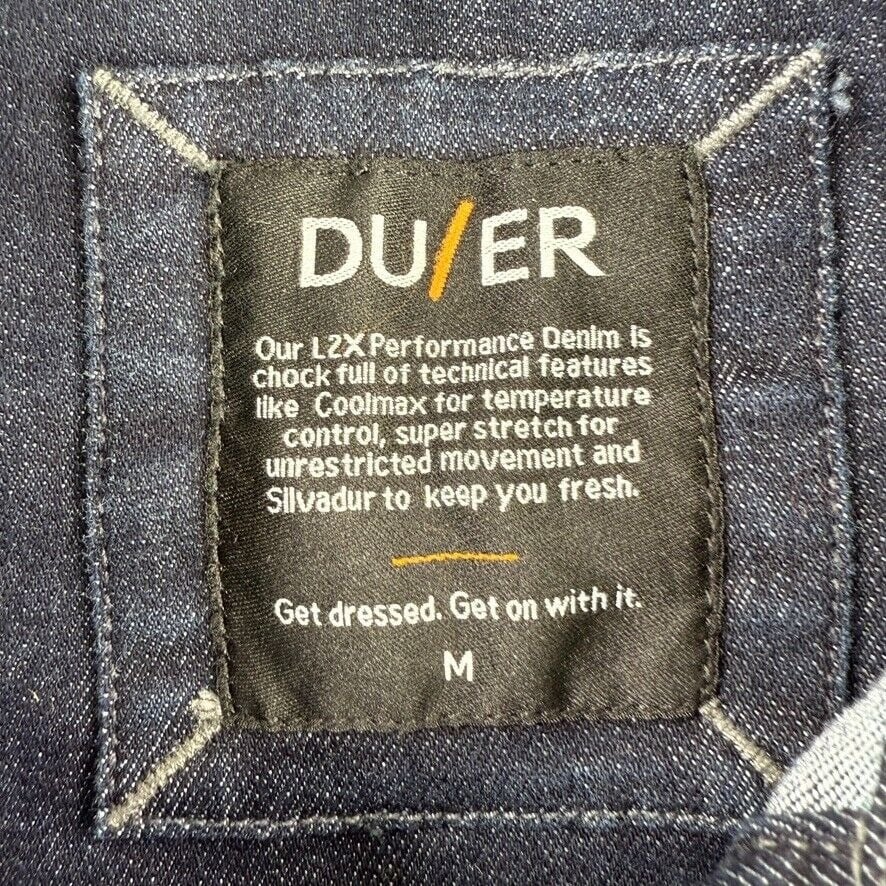 DU/ER
Our L2X Performance Denim is
chock full of technical features
like Coolmax for temperature
control, super stretch for
unrestricted movement and
Silvadur to keep you fresh.
Get dressed. Get on with it.
M